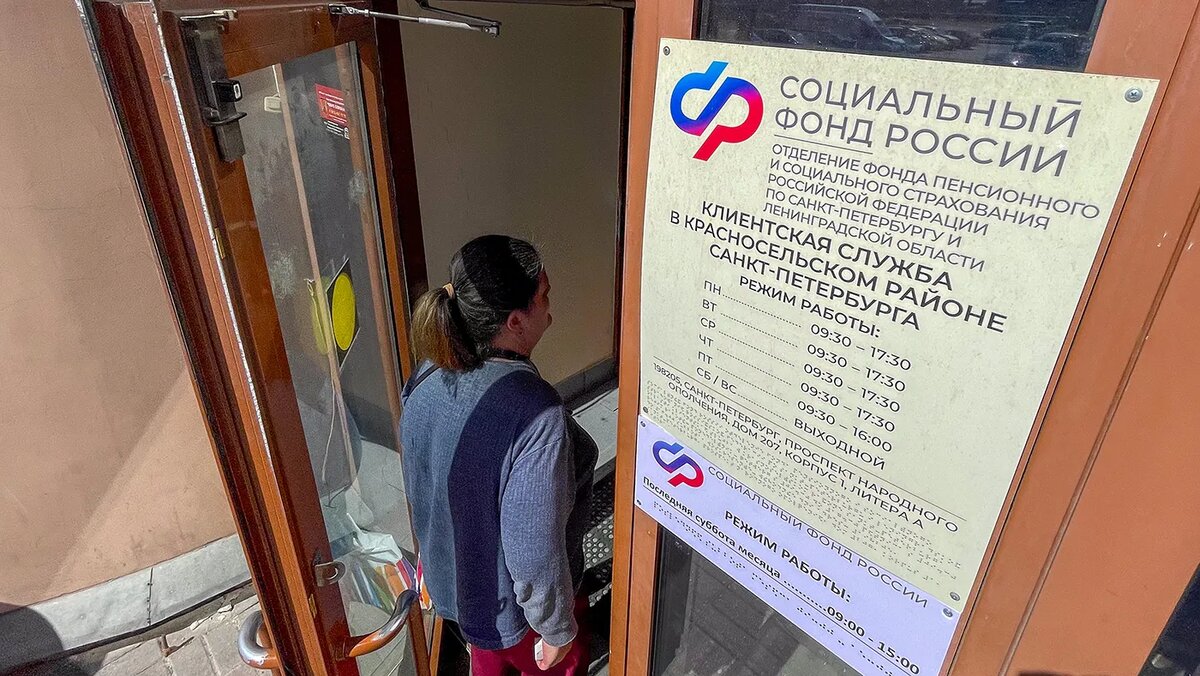 СОЦИАЛЬНЫЙ
ФОНД РОССИИ
ОТДЕЛЕНИЕ ФОНДА ПЕНСИОННОГО
И СОЦИАЛЬНОГО СТРАХОВАНИЯ
РОССИЙСКОЙ ФЕДЕРАЦИИ
ПО САНКТ-ПЕТЕРБУРГУ И
ЛЕНИНГРАДСКОЙ ОБЛАСТИ
КЛИЕНТСКАЯ СЛУЖБА
В КРАСНОСЕЛЬСКОМ РАЙОНЕ
САНКТ-ПЕТЕРБУРГА
РЕЖИМ РАБОТЫ:
ПН 09:30 – 17:30
ВТ 09:30 – 17:30
СР 09:30 – 17:30
ЧТ 09:30 – 17:30
ПТ 09:30 – 16:00
СБ / ВС ВЫХОДНОЙ
198205, САНКТ-ПЕТЕРБУРГ, ПРОСПЕКТ НАРОДНОГО
ОПОЛЧЕНИЯ, ДОМ 207, КОРПУС 1, ЛИТЕРА А
СОЦИАЛЬНЫЙ ФОНД РОССИИ
РЕЖИМ РАБОТЫ:
Последняя суббота месяца ............09:00 - 15:00